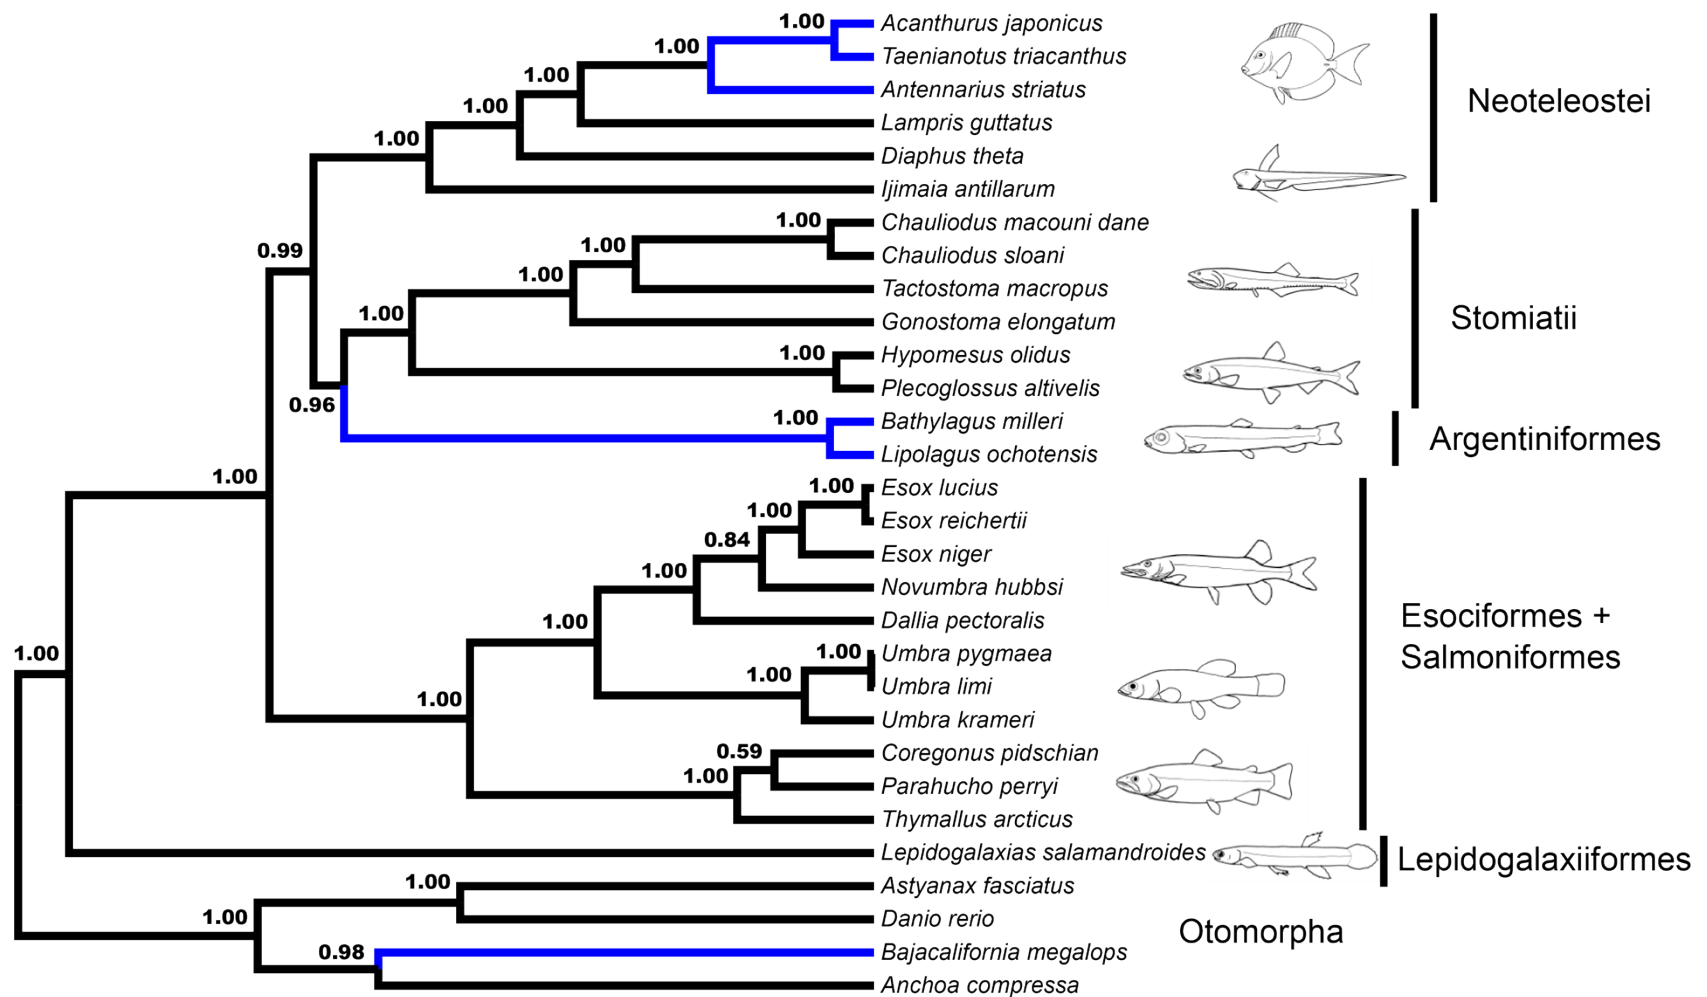 1.00 Acanthurus japonicus
1.00 Taenianotus triacanthus
1.00 Antennarius striatus
1.00 Lampris guttatus
Neoteleostei
1.00 Diaphus theta
Ijimaia antillarum
1.00 Chauliodus macouni dane
1.00 Chauliodus sloani
0.99
1.00 Tactostoma macropus
1.00 Gonostoma elongatum
Stomiatii
1.00 Hypomesus olidus
Plecoglossus altivelis
0.96
1.00 Bathylagus milleri
Argentiniformes
Lipolagus ochotensis
1.00
1.00 Esox lucius
1.00 Esox reichertii
0.84 Esox niger
1.00 Novumbra hubbsi
1.00 Dallia pectoralis
Esociformes +
Salmoniformes
1.00
1.00 Umbra pygmaea
1.00 Umbra limi
1.00 Umbra krameri
0.59 Coregonus pidschian
1.00 Parahucho perryi
Thymallus arcticus
Lepidogalaxias salamandroides
Lepidogalaxiiformes
1.00 Astyanax fasciatus
1.00 Danio rerio
Otomorpha
0.98 Bajacalifornia megalops
Anchoa compressa